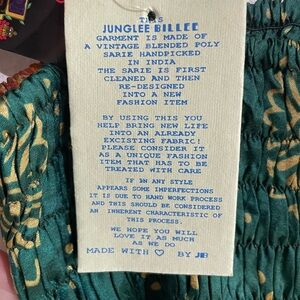 THIS
JUNGLEE BILLEE
GARMENT IS MADE OF
A VINTAGE BLENDED POLY
SARIE HANDPICKED
IN INDIA
THE SARIE IS FIRST
CLEANED AND THEN
RE-DESIGNED
INTO A NEW
FASHION ITEM
BY USING THIS YOU
HELP BRING NEW LIFE
INTO AN ALREADY
EXCISTING FABRIC!
PLEASE CONSIDER IT
AS A UNIQUE FASHION
ITEM THAT HAS TO BE
TREATED WITH CARE
IF IN ANY STYLE
APPEARS SOME IMPERFECTIONS
IT IS DUE TO HAND WORK PROCESS
AND THIS SHOULD BE CONSIDERED
AN INHERENT CHARACTERISTIC OF
THIS PROCESS.
WE HOPE YOU WILL
LOVE IT AS MUCH
AS WE DO
MADE WITH ♡ BY JB